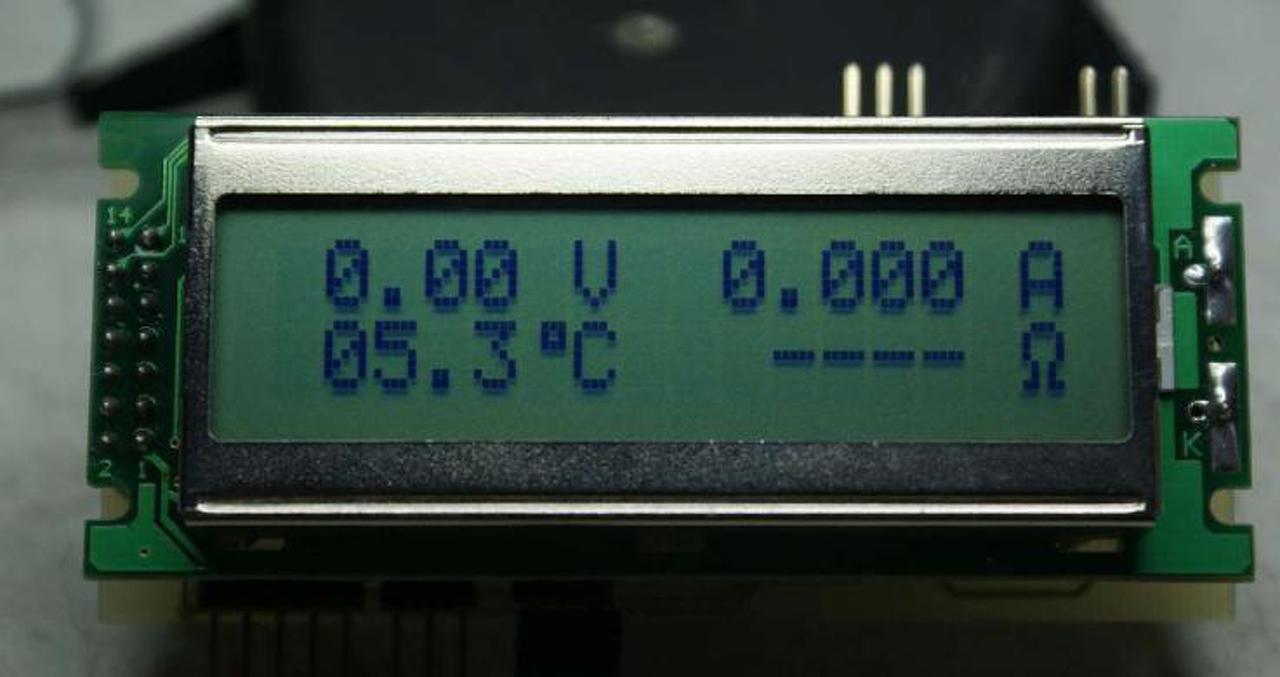 0.00 V 0.000 A
05.3°C ---- Ω
14
2 1
A
K